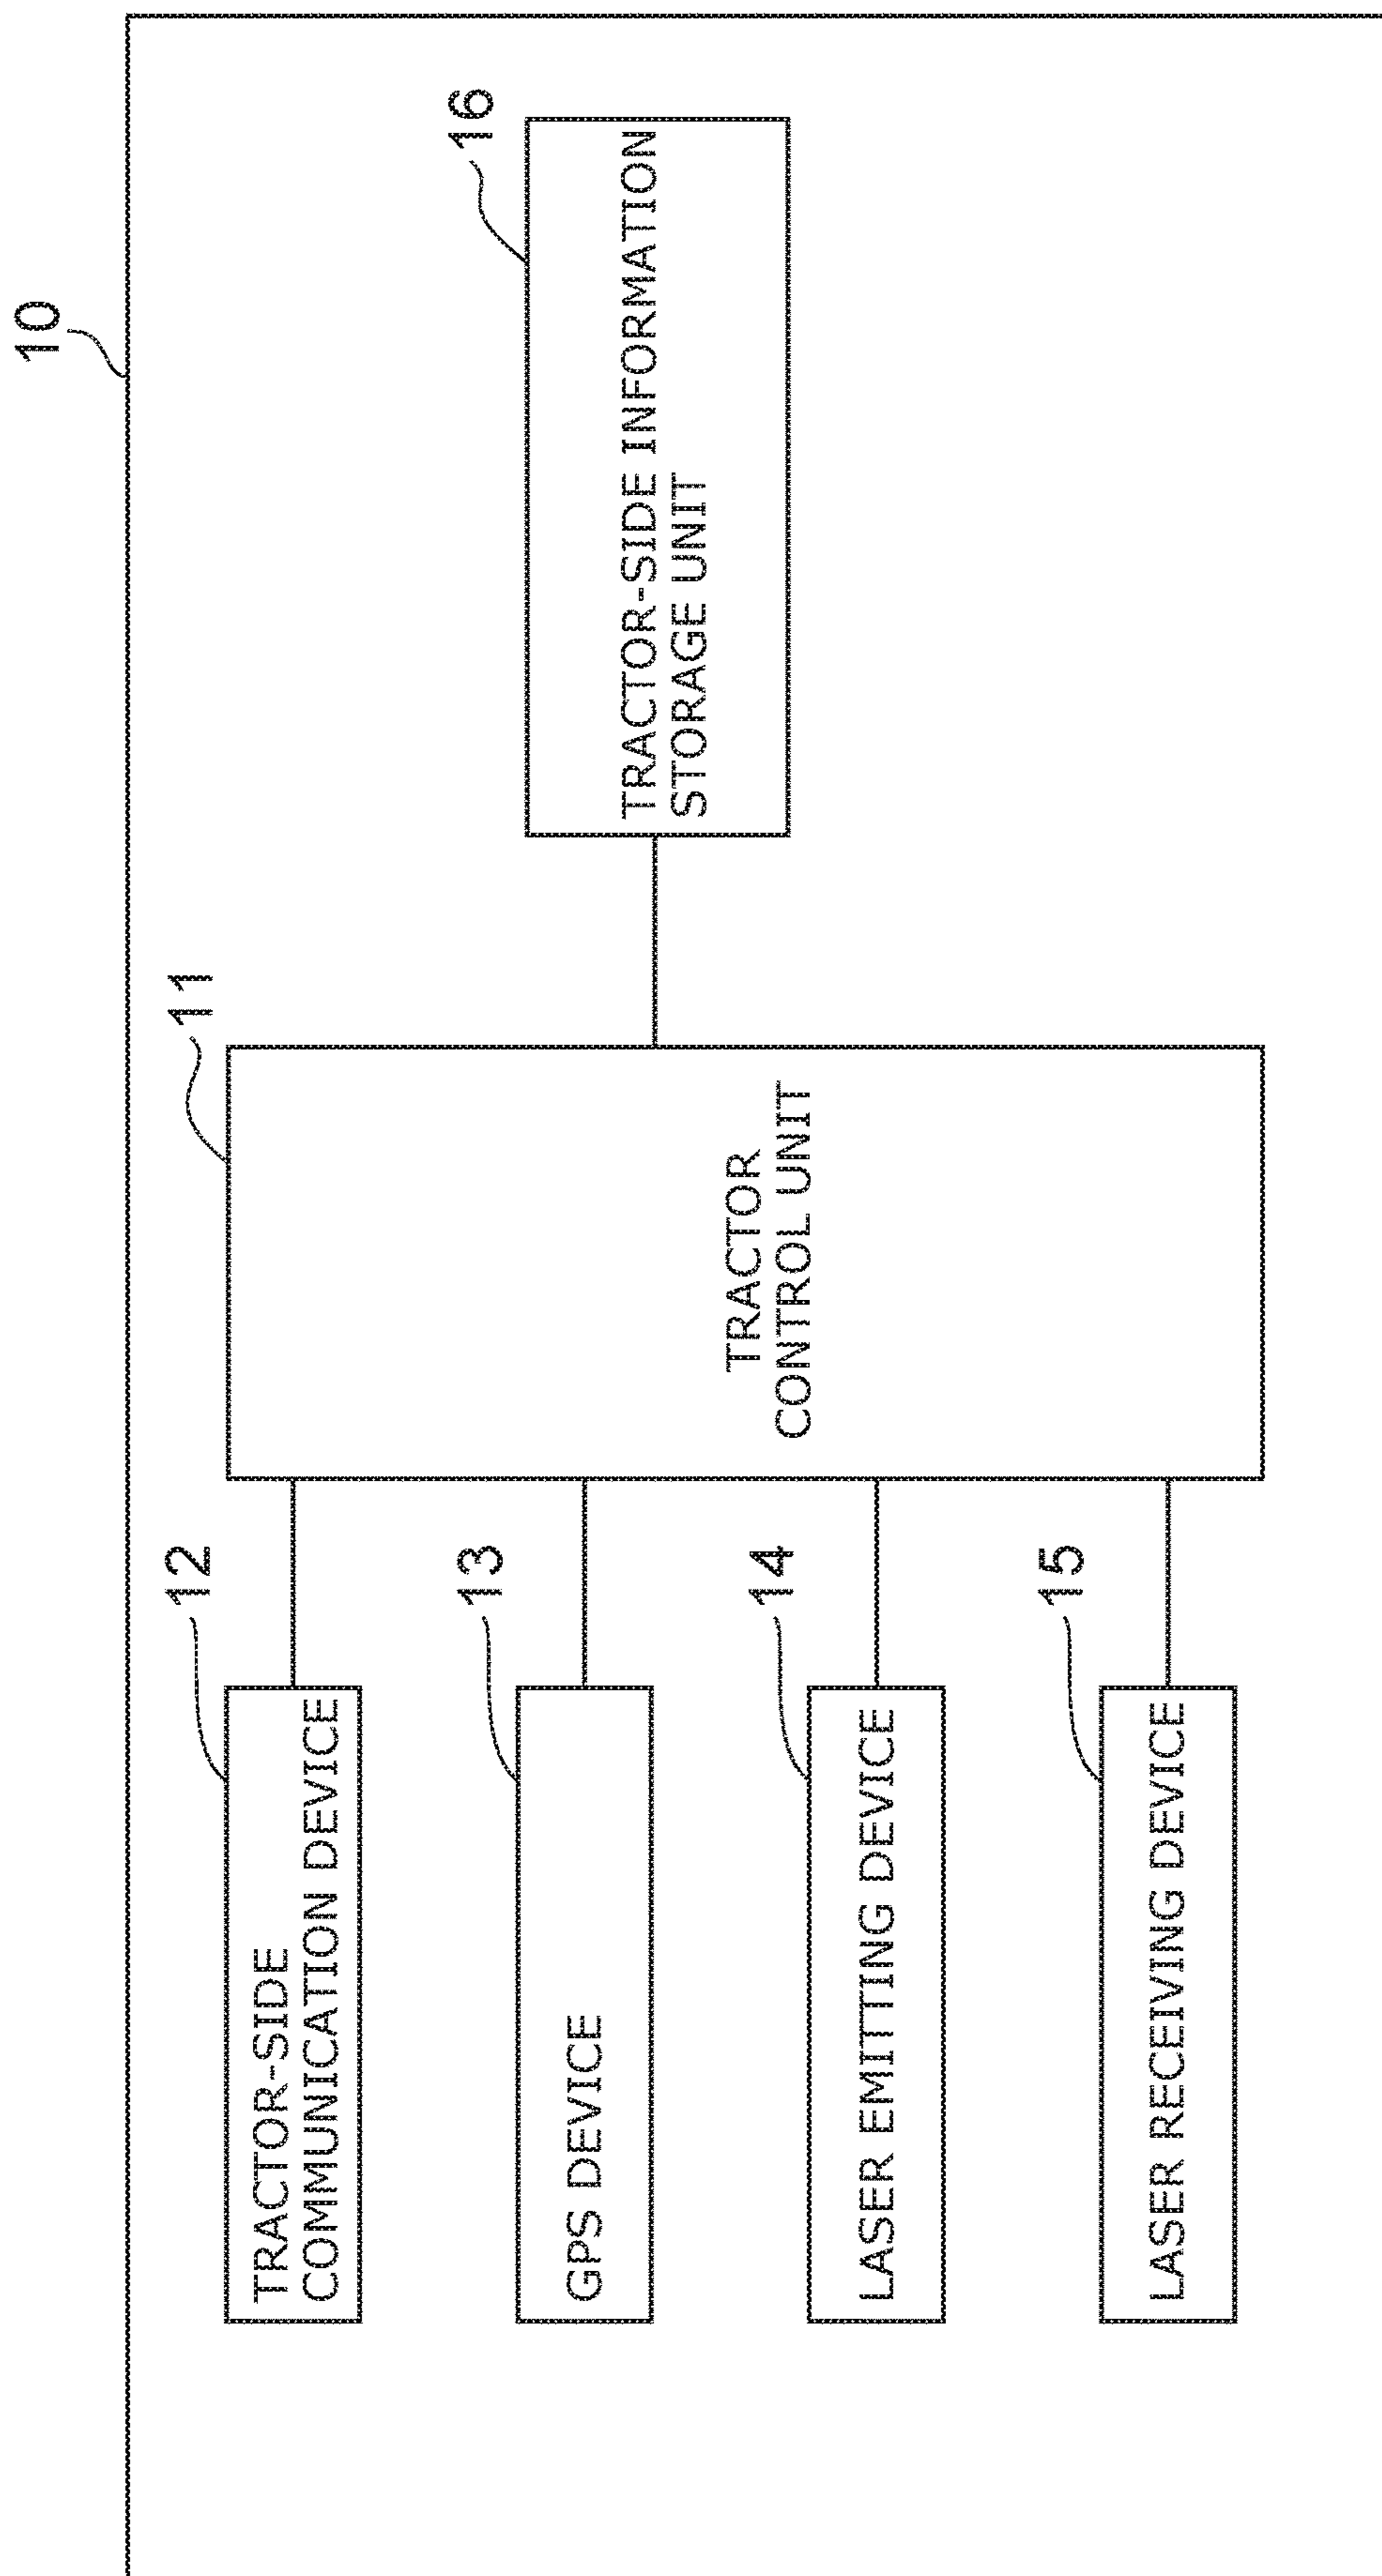 10
12
TRACTOR-SIDE
COMMUNICATION DEVICE
13
GPS DEVICE
14
LASER EMITTING DEVICE
15
LASER RECEIVING DEVICE
11
TRACTOR
CONTROL UNIT
16
TRACTOR-SIDE INFORMATION
STORAGE UNIT